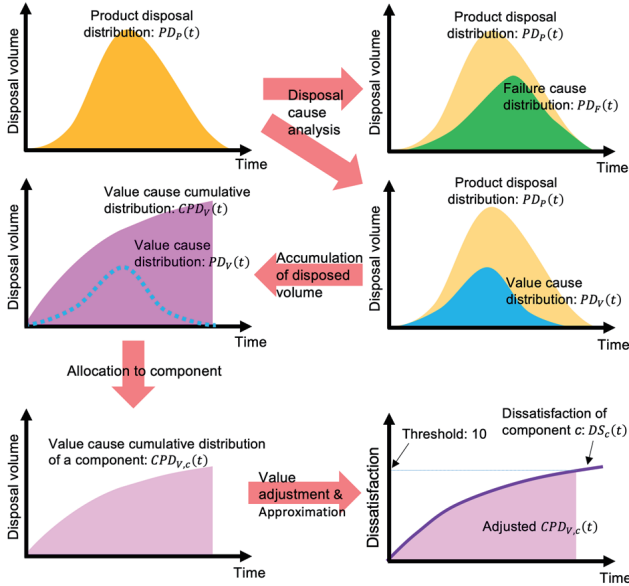 Product disposal
distribution: PD_P(t)
Disposal volume
Time
Disposal
cause
analysis
Product disposal
distribution: PD_P(t)
Failure cause
distribution: PD_F(t)
Disposal volume
Time
Value cause cumulative
distribution: CPD_V(t)
Value cause
distribution: PD_V(t)
Disposal volume
Time
Accumulation
of disposed
volume
Product disposal
distribution: PD_P(t)
Value cause
distribution: PD_V(t)
Disposal volume
Time
Allocation to component
Value cause cumulative distribution
of a component: CPD_{V,c}(t)
Disposal volume
Time
Value
adjustment &
Approximation
Dissatisfaction of
component c: DS_c(t)
Threshold: 10
Dissatisfaction
Adjusted CPD_{V,c}(t)
Time